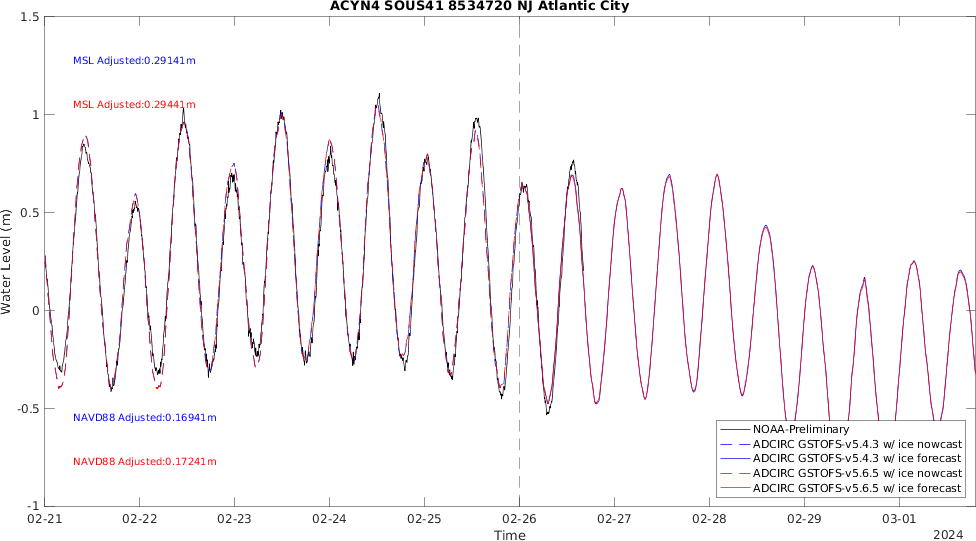 ACYN4 SOUS41 8534720 NJ Atlantic City
1.5
1
0.5
0
-0.5
-1
Water Level (m)
MSL Adjusted:0.29141m
MSL Adjusted:0.29441m
NAVD88 Adjusted:0.16941m
NAVD88 Adjusted:0.17241m
NOAA-Preliminary
ADCIRC GSTOFS-v5.4.3 w/ ice nowcast
ADCIRC GSTOFS-v5.4.3 w/ ice forecast
ADCIRC GSTOFS-v5.6.5 w/ ice nowcast
ADCIRC GSTOFS-v5.6.5 w/ ice forecast
02-21 02-22 02-23 02-24 02-25 02-26 02-27 02-28 02-29 03-01
Time
2024